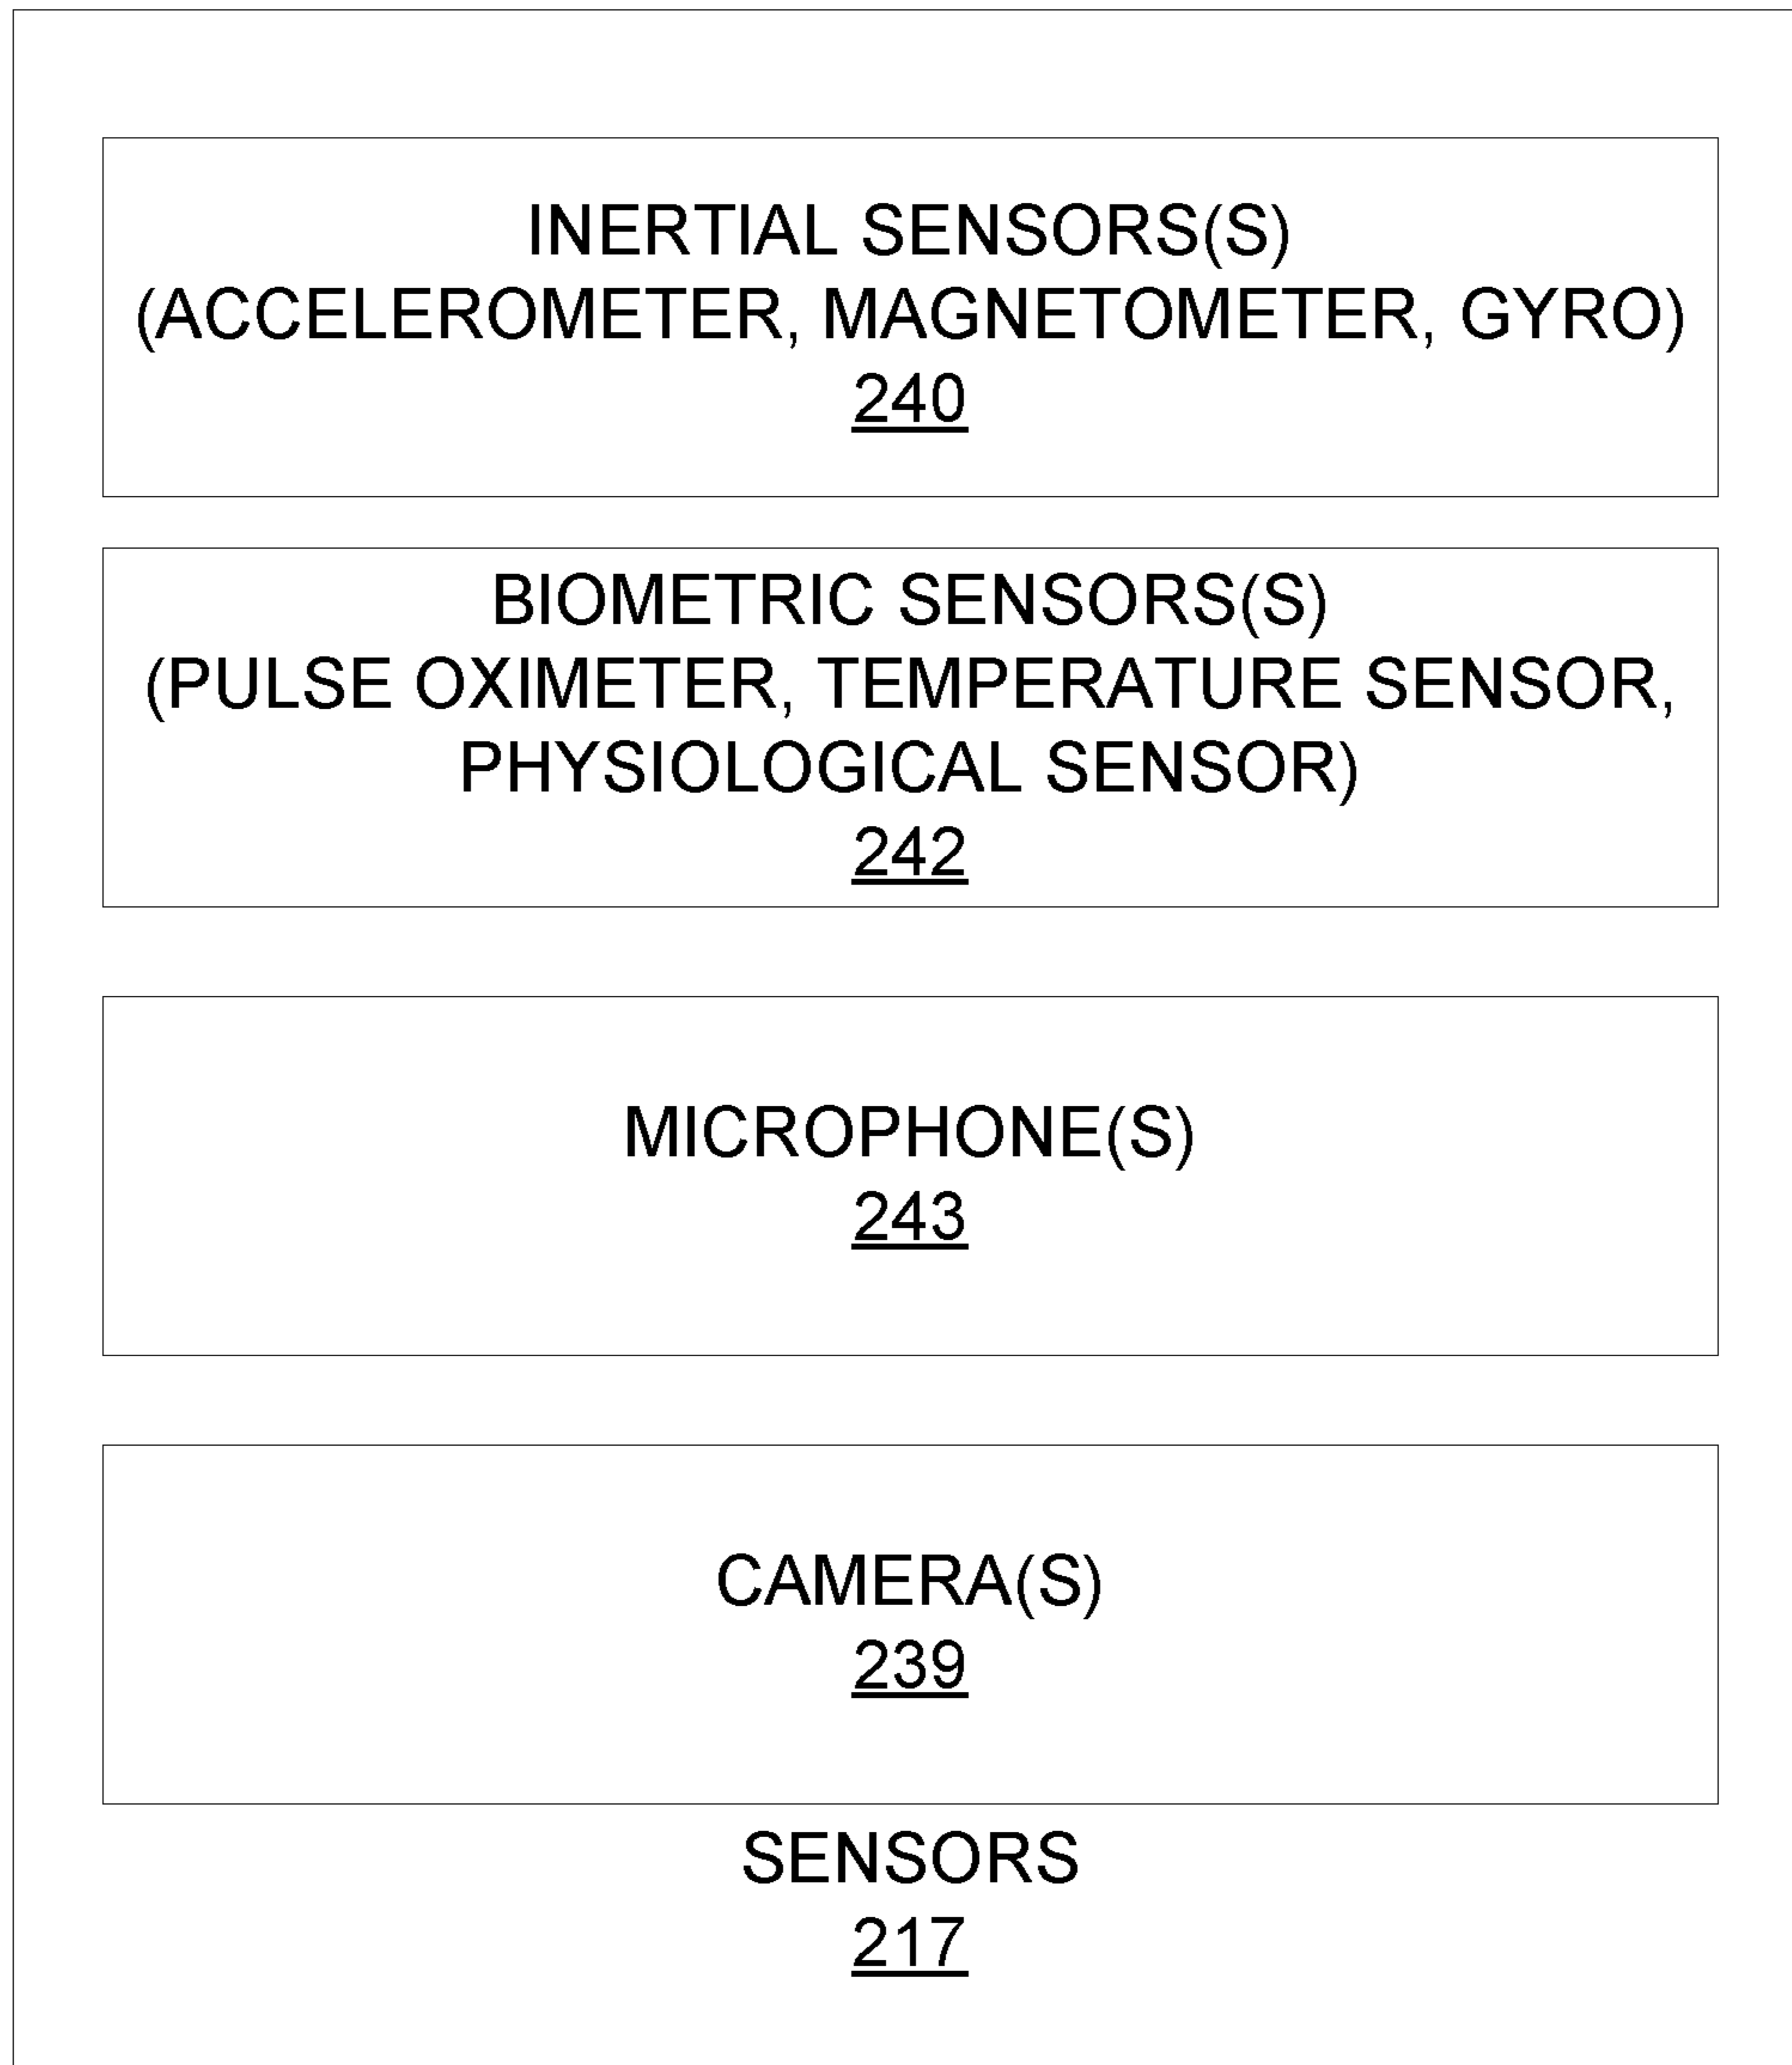 INERTIAL SENSORS(S)
(ACCELEROMETER, MAGNETOMETER, GYRO)
240
BIOMETRIC SENSORS(S)
(PULSE OXIMETER, TEMPERATURE SENSOR,
PHYSIOLOGICAL SENSOR)
242
MICROPHONE(S)
243
CAMERA(S)
239
SENSORS
217